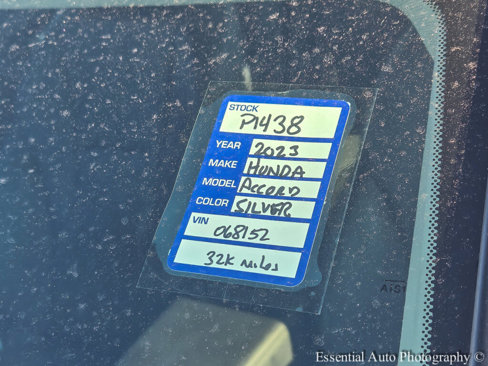 STOCK
P1438
YEAR 2023
MAKE HONDA
MODEL ACCORD
COLOR SILVER
VIN
068152
32K MILES
Essential Auto Photography ©